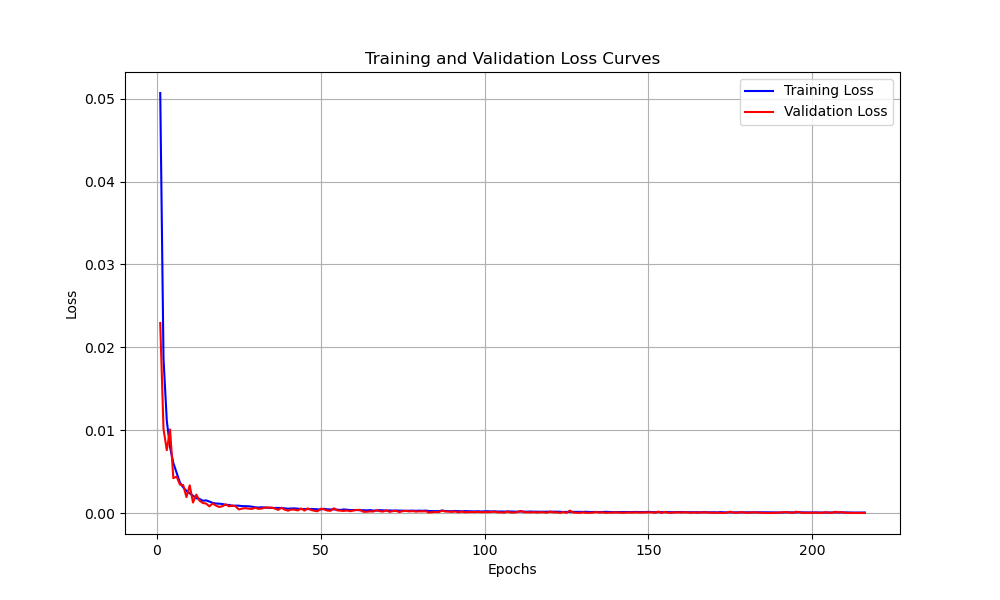 Training and Validation Loss Curves
Training Loss
Validation Loss
0.05
0.04
0.03
0.02
0.01
0.00
Loss
0
50
100
150
200
Epochs